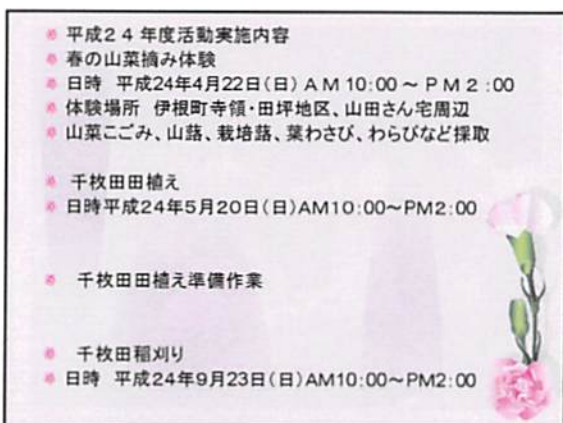 平成24年度活動実施内容
春の山菜摘み体験
日時 平成24年4月22日(日) AM10:00~PM2:00
体験場所 伊根町寺領・田坪地区、山田さん宅周辺
山菜こごみ、山蕗、栽培蕗、葉わさび、わらびなど採取
千枚田田植え
日時平成24年5月20日(日)AM10:00~PM2:00
千枚田田植え準備作業
千枚田稲刈り
日時 平成24年9月23日(日)AM10:00~PM2:00